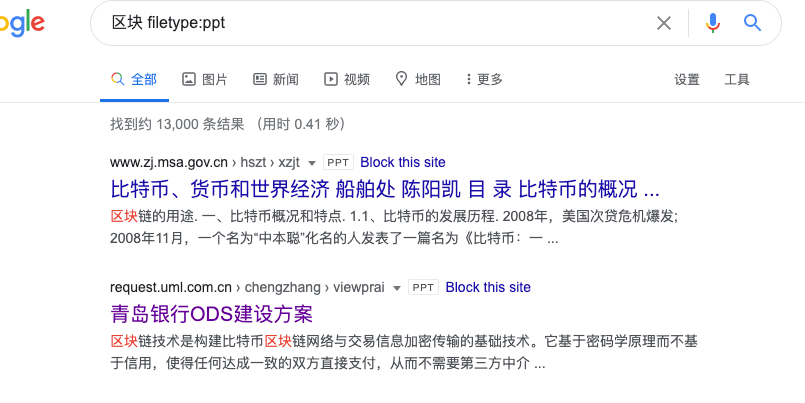 ogle
区块 filetype:ppt
全部 图片 新闻 视频 地图 更多 设置 工具
找到约 13,000 条结果 （用时 0.41 秒）
www.zj.msa.gov.cn › hszt › xzjt PPT Block this site
比特币、货币和世界经济 船舶处 陈阳凯 目 录 比特币的概况 ...
区块链的用途. 一、比特币概况和特点. 1.1、比特币的发展历程. 2008年，美国次贷危机爆发;
2008年11月，一个名为“中本聪”化名的人发表了一篇名为《比特币：一 ...
request.uml.com.cn › chengzhang › viewprai PPT Block this site
青岛银行ODS建设方案
区块链技术是构建比特币区块链网络与交易信息加密传输的基础技术。它基于密码学原理而不基
于信用，使得任何达成一致的双方直接支付，从而不需要第三方中介 ...